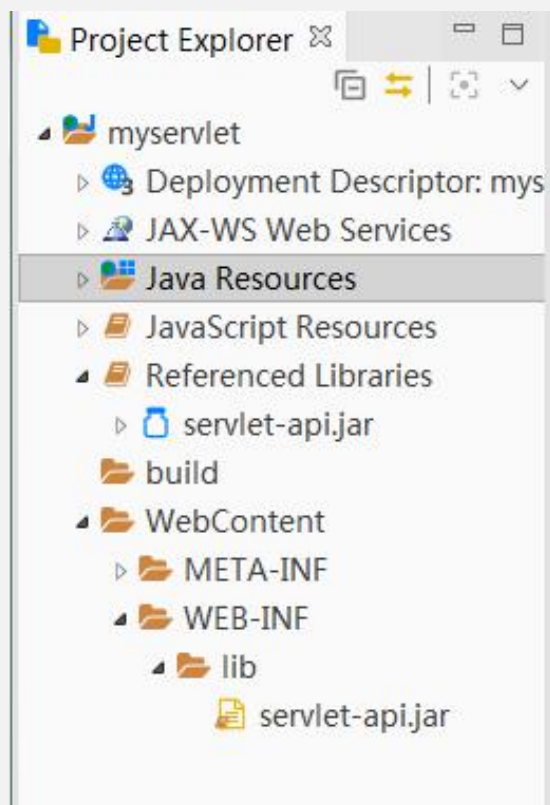 Project Explorer
myservlet
Deployment Descriptor: mys
JAX-WS Web Services
Java Resources
JavaScript Resources
Referenced Libraries
servlet-api.jar
build
WebContent
META-INF
WEB-INF
lib
servlet-api.jar